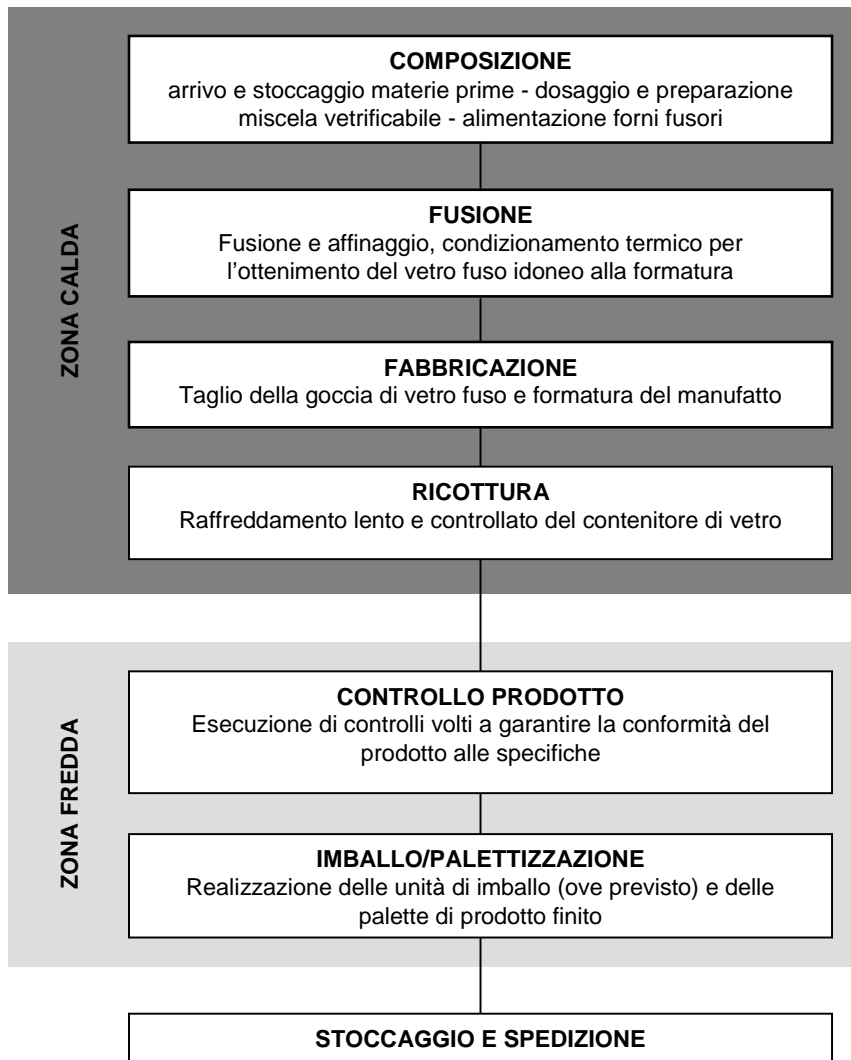 ZONA CALDA
COMPOSIZIONE
arrivo e stoccaggio materie prime - dosaggio e preparazione
miscela vetrificabile - alimentazione forni fusori
FUSIONE
Fusione e affinaggio, condizionamento termico per
l'ottenimento del vetro fuso idoneo alla formatura
FABBRICAZIONE
Taglio della goccia di vetro fuso e formatura del manufatto
RICOTTURA
Raffreddamento lento e controllato del contenitore di vetro
ZONA FREDDA
CONTROLLO PRODOTTO
Esecuzione di controlli volti a garantire la conformità del
prodotto alle specifiche
IMBALLO/PALETTIZZAZIONE
Realizzazione delle unità di imballo (ove previsto) e delle
palette di prodotto finito
STOCCAGGIO E SPEDIZIONE